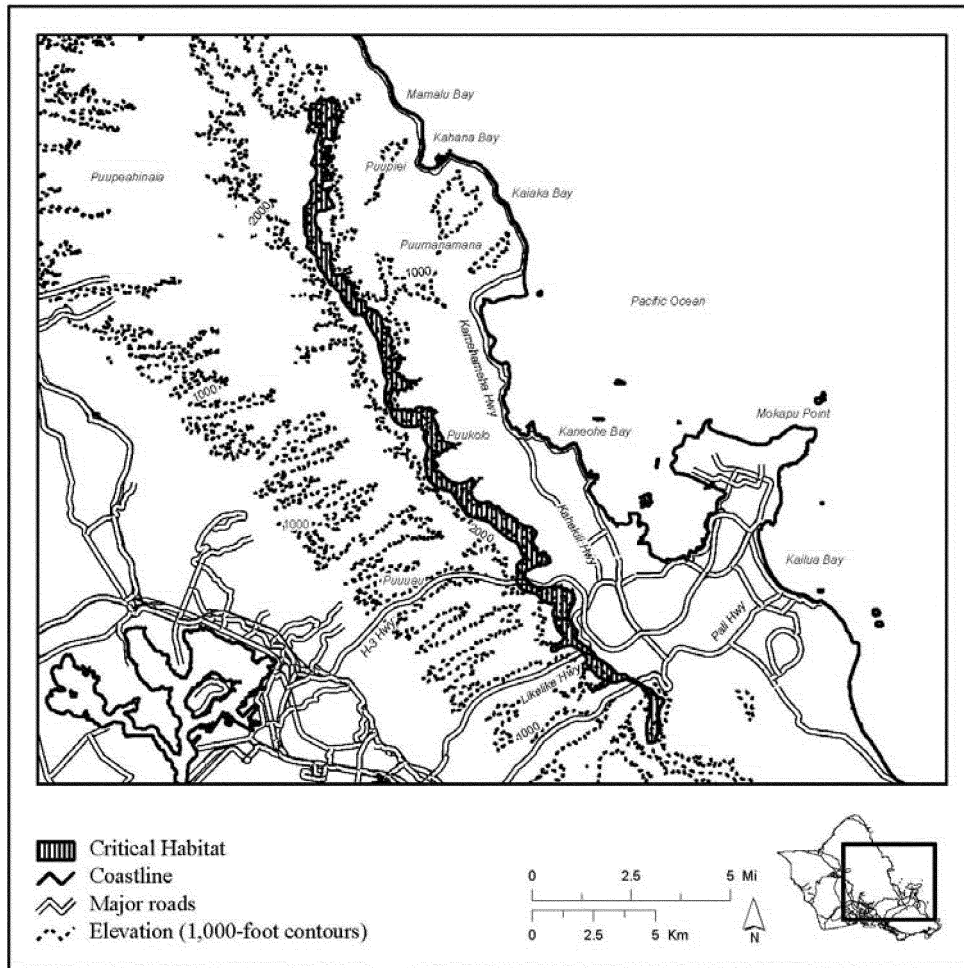 Mamalu Bay
Kahana Bay
Puupiei
Puupeahinaia
Kaiaka Bay
2000
Puumanamana
1000
Pacific Ocean
Kamehameha Hwy
1000
Mokapu Point
Puukolo
Kaneohe Bay
1000
2000
Kahekili Hwy
Kailua Bay
Puuuau
H-3 Hwy
Pali Hwy
Likelike Hwy
1000
Critical Habitat
Coastline
Major roads
Elevation (1,000-foot contours)
0 2.5 5 Mi
0 2.5 5 Km
N